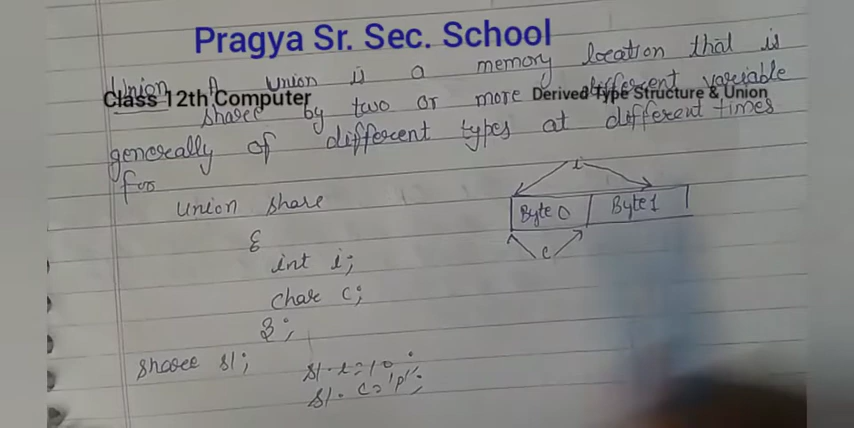 Pragya Sr. Sec. School
Union A union is a memory location that is
Class 12th Computer
Derived Type Structure & Union
shares by two or more different variable
generally of different types at different times
for
Union share
{
int i;
char c;
};
share s1;
s1.i=10;
s1.c='p';
i
Byte 0 Byte 1
c